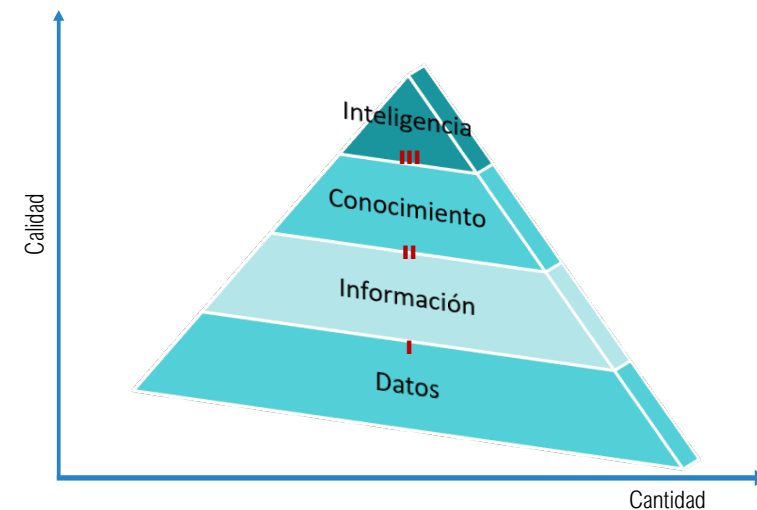 Inteligencia
III
Conocimiento
II
Información
I
Datos
Calidad
Cantidad